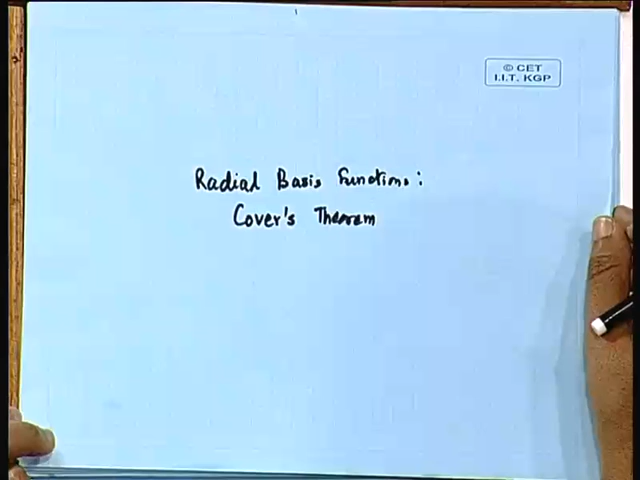 © CET
I.I.T. KGP
Radial Basis Functions:
Cover's Theorem